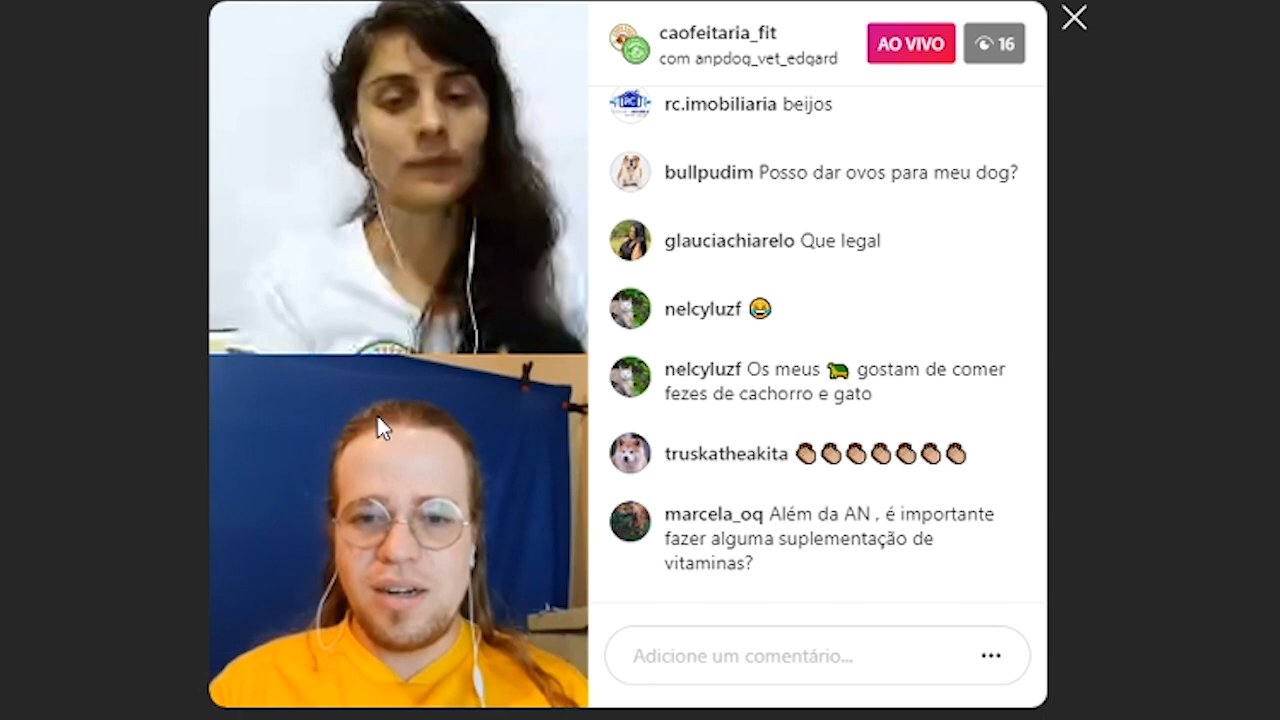 caofeitaria_fit
com anpdog_vet_edgard
AO VIVO
16
rc.imobiliaria beijos
bullpudim Posso dar ovos para meu dog?
glauciachiarelo Que legal
nelcyluzf 😂
nelcyluzf Os meus 🐢 gostam de comer
fezes de cachorro e gato
truskatheakita 👏🏼👏🏼👏🏼👏🏼👏🏼👏🏼👏🏼
marcela_oq Além da AN , é importante
fazer alguma suplementação de
vitaminas?
Adicione um comentário...